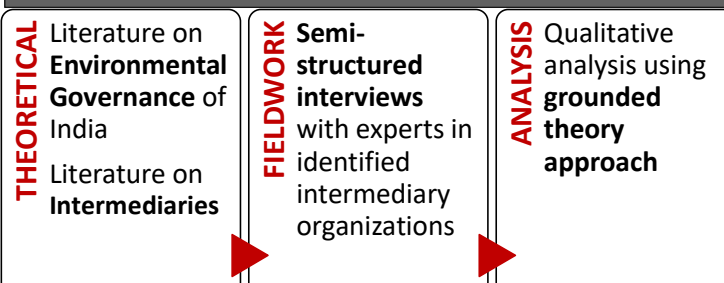 THEORETICAL
Literature on
Environmental
Governance of
India
Literature on
Intermediaries
FIELDWORK
Semi-
structured
interviews
with experts in
identified
intermediary
organizations
ANALYSIS
Qualitative
analysis using
grounded
theory
approach